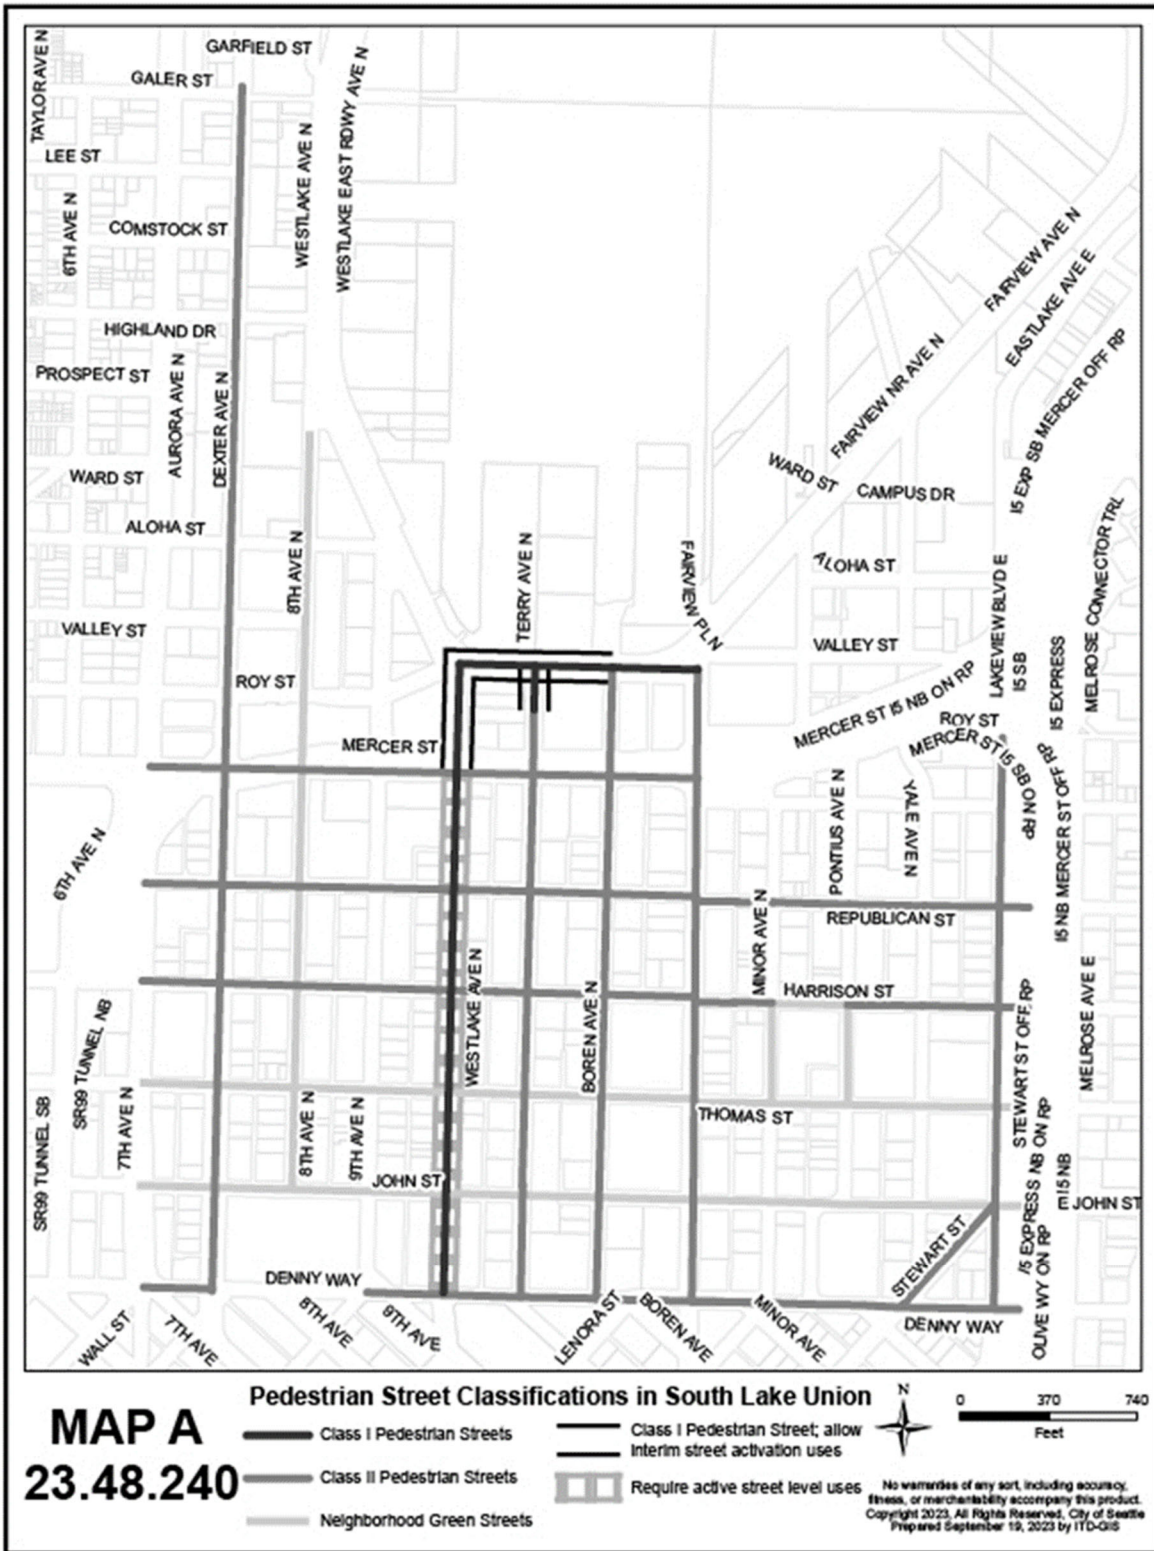 GARFIELD ST
GALER ST
TAYLOR AVE N
LEE ST
6TH AVE N
COMSTOCK ST
WESTLAKE AVE N
WESTLAKE EAST RDWY AVE N
HIGHLAND DR
PROSPECT ST
AURORA AVE N
DEXTER AVE N
WARD ST
ALOHA ST
8TH AVE N
VALLEY ST
ROY ST
MERCER ST
TERRY AVE N
FAIRVIEW PL N
FAIRVIEW AVE N
EASTLAKE AVE E
FAIRVIEW NR AVE N
I5 EXP SB MERCER OFF RP
WARD ST
CAMPUS DR
ALOHA ST
VALLEY ST
LAKEVIEW BLVD E
I5 SB
I5 EXPRESS
MELROSE CONNECTOR TRL
MERCER ST I5 NB ON RP
ROY ST
MERCER ST I5 SB ON RP
I5 NB MERCER ST OFF RP
PONTIUS AVE N
YALE AVE N
6TH AVE N
REPUBLICAN ST
MINOR AVE N
HARRISON ST
WESTLAKE AVE N
BOREN AVE N
STEWART ST OFF RP
MELROSE AVE E
SR99 TUNNEL NB
SR99 TUNNEL SB
7TH AVE N
8TH AVE N
9TH AVE N
THOMAS ST
JOHN ST
I5 EXPRESS NB ON RP
E I5 NB
E JOHN ST
STEWART ST
DENNY WAY
OLIVE WY ON RP
WALL ST
7TH AVE
8TH AVE
9TH AVE
LENORA ST
BOREN AVE
MINOR AVE
DENNY WAY
MAP A
23.48.240
Pedestrian Street Classifications in South Lake Union
Class I Pedestrian Streets
Class II Pedestrian Streets
Neighborhood Green Streets
Class I Pedestrian Street; allow
Interim street activation uses
Require active street level uses
N
0 370 740
Feet
No warranties of any sort, including accuracy,
fitness, or merchantability accompany this product.
Copyright 2023, All Rights Reserved, City of Seattle
Prepared September 19, 2023 by ITD-GIS